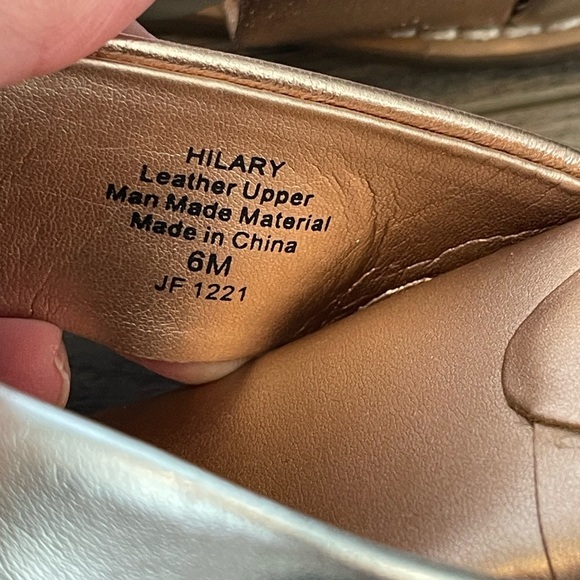 HILARY
Leather Upper
Man Made Material
Made in China
6M
JF 1221